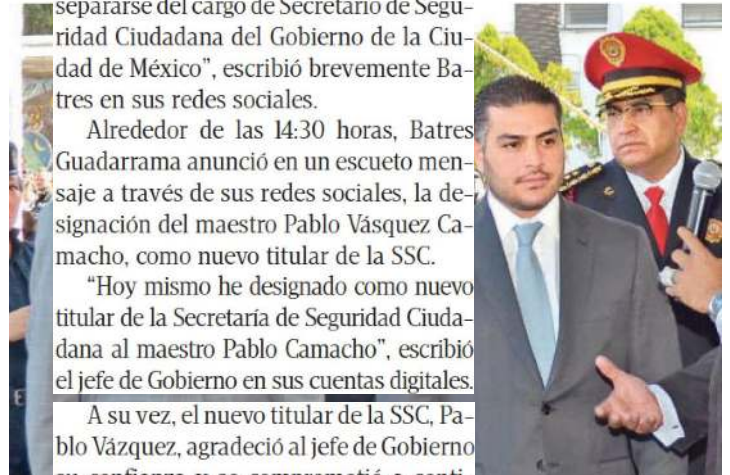 separarse del cargo de Secretario de Segu-
ridad Ciudadana del Gobierno de la Ciu-
dad de México”, escribió brevemente Ba-
tres en sus redes sociales.
Alrededor de las 14:30 horas, Batres
Guadarrama anunció en un escueto men-
saje a través de sus redes sociales, la de-
signación del maestro Pablo Vásquez Ca-
macho, como nuevo titular de la SSC.
“Hoy mismo he designado como nuevo
titular de la Secretaría de Seguridad Ciuda-
dana al maestro Pablo Camacho”, escribió
el jefe de Gobierno en sus cuentas digitales.
A su vez, el nuevo titular de la SSC, Pa-
blo Vázquez, agradeció al jefe de Gobierno
su confianza y se comprometió a conti-